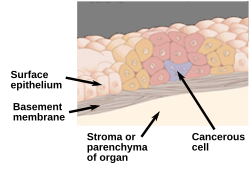 Surface
epithelium
Basement
membrane
Stroma or
parenchyma
of organ
Cancerous
cell